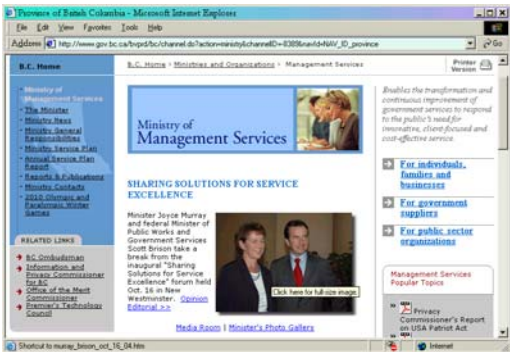 Province of British Columbia - Microsoft Internet Explorer
File Edit View Favorites Tools Help
Address http://www.gov.bc.ca/bvprd/bc/channel.do?action=ministry&channelID=-8389&navId=NAV_ID_province Go
B.C. Home
B.C. Home > Ministries and Organizations > Management Services
Printer Version
Ministry of Management Services
The Minister
Ministry News
Ministry General Responsibilities
Ministry Service Plan
Annual Service Plan Report
Reports & Publications
Ministry Contacts
2010 Olympic and Paralympic Winter Games
RELATED LINKS
BC Ombudsman
Information and Privacy Commissioner for BC
Office of the Merit Commissioner
Premier's Technology Council
Ministry of
Management Services
SHARING SOLUTIONS FOR SERVICE
EXCELLENCE
Minister Joyce Murray
and federal Minister of
Public Works and
Government Services
Scott Brison take a
break from the
inaugural "Sharing
Solutions for Service
Excellence" forum held
Oct. 16 in New
Westminster. Opinion
Editorial >>
Click here for full-size image
Media Room | Minister's Photo Gallery
Enables the transformation and
continuous improvement of
government services to respond
to the public's need for
innovative, client-focused and
cost-effective service.
For individuals,
families and
businesses
For government
suppliers
For public sector
organizations
Management Services
Popular Topics
Privacy
Commissioner's Report
on USA Patriot Act
Shortcut to murray_brison_oct_16_04.htm
Internet